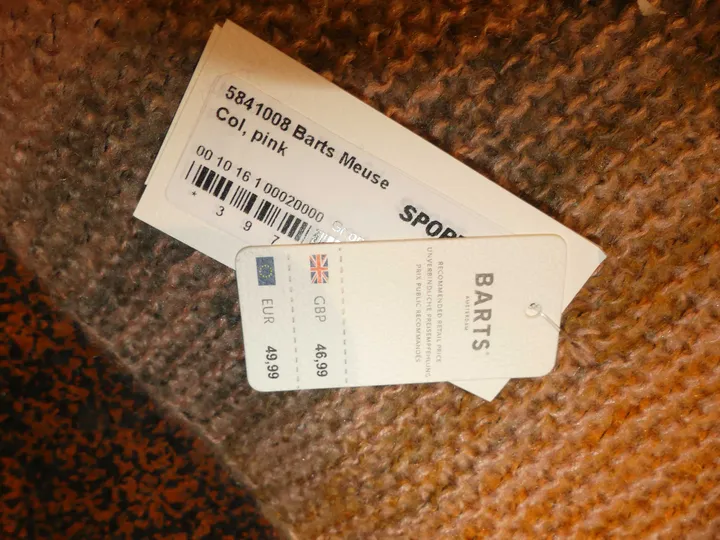 5841008 Barts Meuse
Col, pink
00 10 16 1 00020000
* 3 9 7
SPOR
BARTS
AMSTERDAM
RECOMMENDED RETAIL PRICE
UNVERBINDLICHE PREISEMPFEHLUNG
PRIX PUBLIC RECOMMANDÉE
GBP 46,99
EUR 49,99